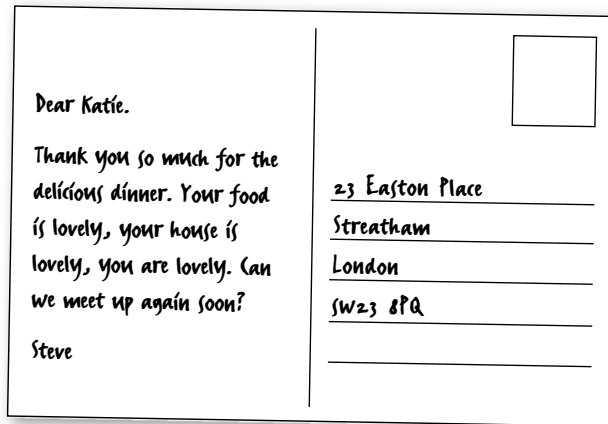 Dear Katie.
Thank you so much for the
delicious dinner. Your food
is lovely, your house is
lovely, you are lovely. Can
we meet up again soon?
Steve
23 Easton Place
Streatham
London
SW23 8PQ